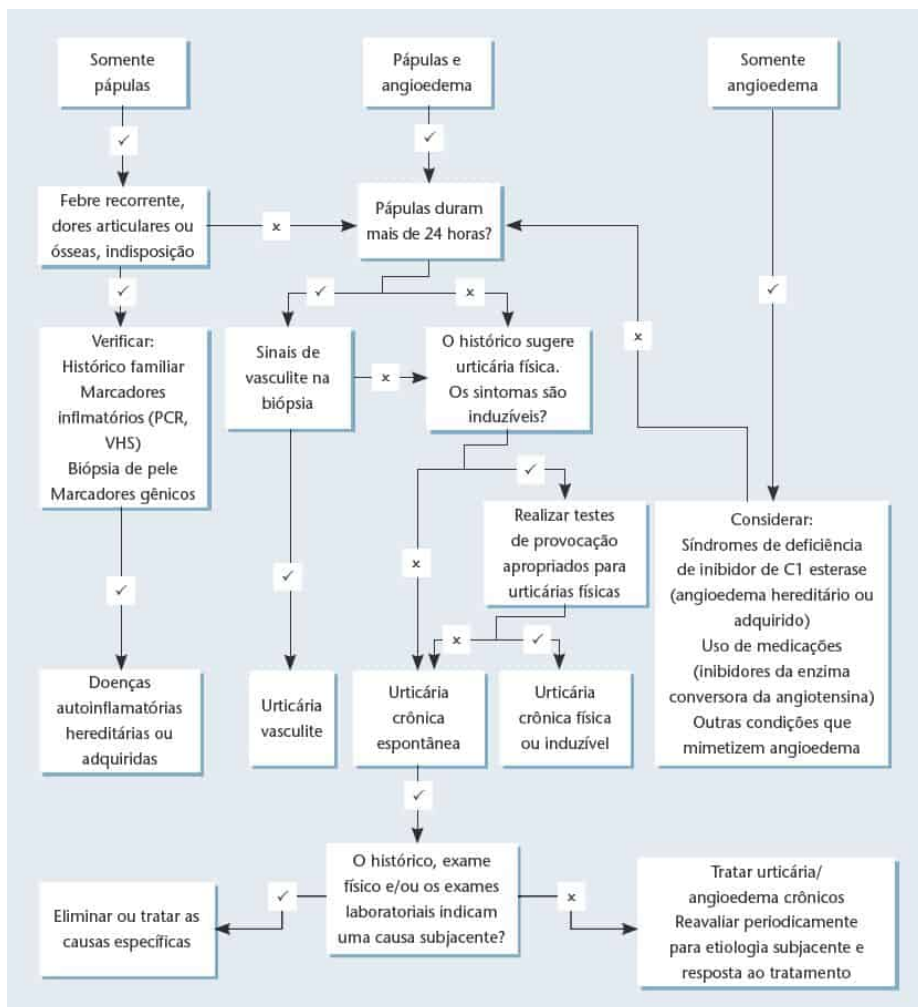 Somente
pápulas
Pápulas e
angioedema
Somente
angioedema
✓
✓
Febre recorrente,
dores articulares ou
ósseas, indisposição
x
Pápulas duram
mais de 24 horas?
✓
✓
x
✓
x
Verificar:
Histórico familiar
Marcadores
inflmatórios (PCR,
VHS)
Biópsia de pele
Marcadores gênicos
Sinais de
vasculite na
biópsia
x
O histórico sugere
urticária física.
Os sintomas são
induzíveis?
✓
x
Realizar testes
de provocação
apropriados para
urticárias físicas
Considerar:
Síndromes de deficiência
de inibidor de C1 esterase
(angioedema hereditário ou
adquirido)
Uso de medicações
(inibidores da enzima
conversora da angiotensina)
Outras condições que
mimetizem angioedema
✓
✓
x
✓
Doenças
autoinflamatórias
hereditárias ou
adquiridas
Urticária
vasculite
Urticária
crônica
espontânea
Urticária
crônica física
ou induzível
✓
O histórico, exame
físico e/ou os exames
laboratoriais indicam
uma causa subjacente?
✓
x
Eliminar ou tratar as
causas específicas
Tratar urticária/
angioedema crônicos
Reavaliar periodicamente
para etiologia subjacente e
resposta ao tratamento